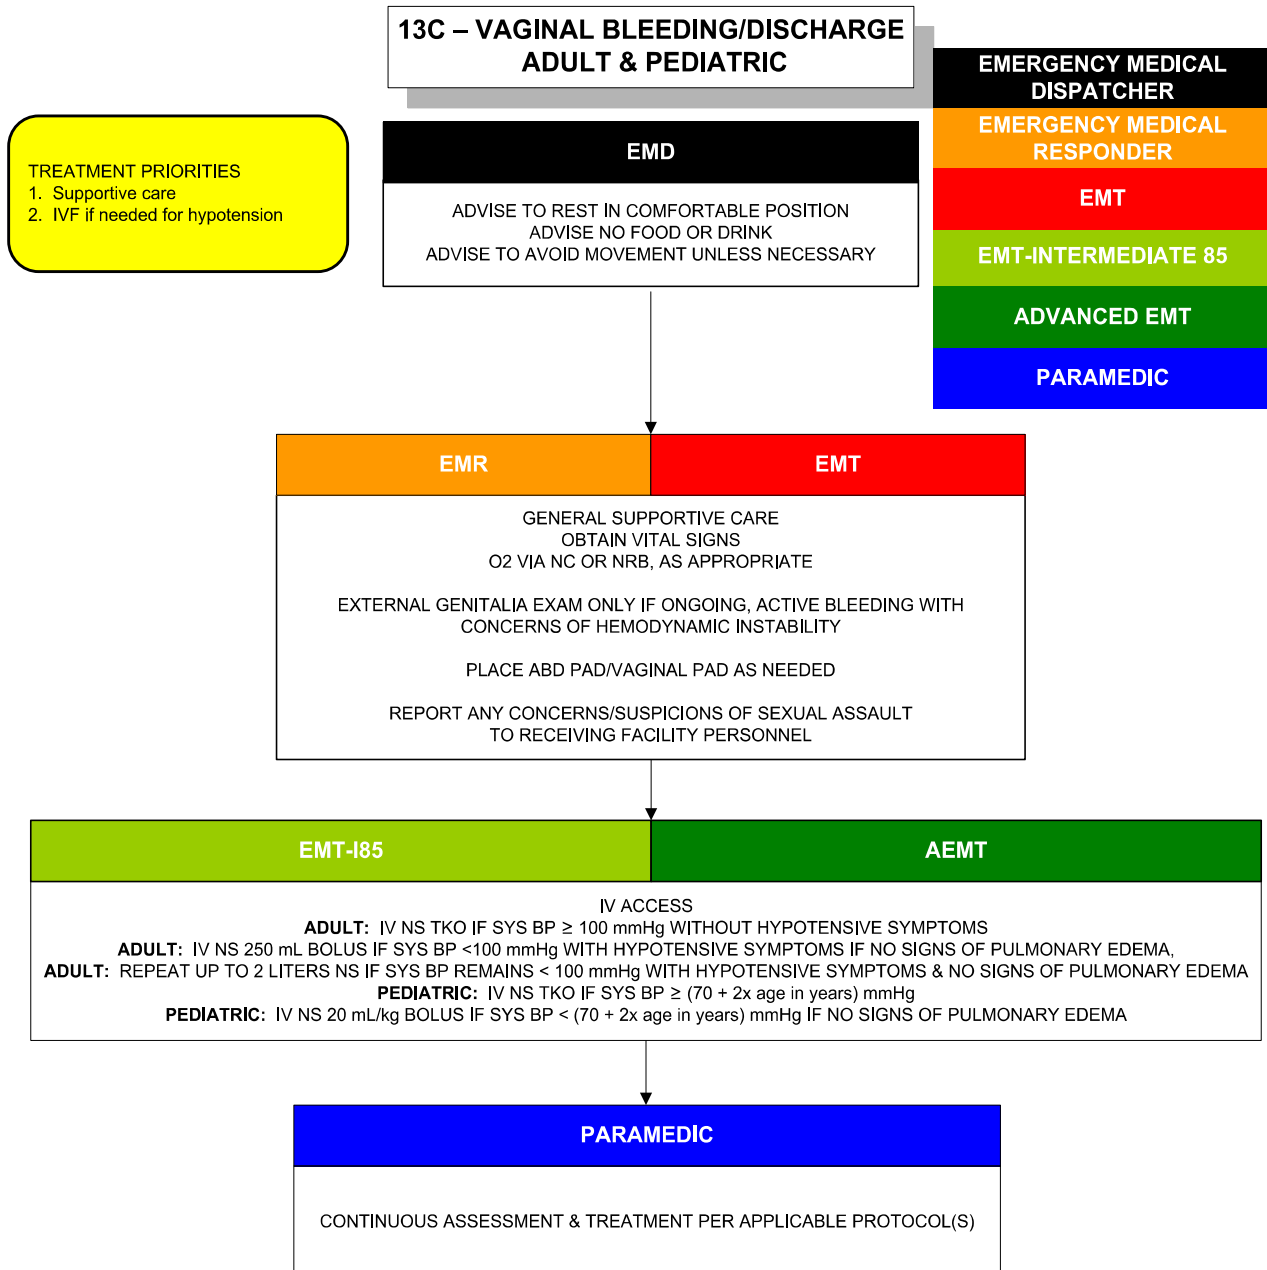 13C – VAGINAL BLEEDING/DISCHARGE
ADULT & PEDIATRIC
EMERGENCY MEDICAL
DISPATCHER
EMERGENCY MEDICAL
RESPONDER
EMT
EMT-INTERMEDIATE 85
ADVANCED EMT
PARAMEDIC
TREATMENT PRIORITIES
1. Supportive care
2. IVF if needed for hypotension
EMD
ADVISE TO REST IN COMFORTABLE POSITION
ADVISE NO FOOD OR DRINK
ADVISE TO AVOID MOVEMENT UNLESS NECESSARY
EMR
EMT
GENERAL SUPPORTIVE CARE
OBTAIN VITAL SIGNS
O2 VIA NC OR NRB, AS APPROPRIATE
EXTERNAL GENITALIA EXAM ONLY IF ONGOING, ACTIVE BLEEDING WITH
CONCERNS OF HEMODYNAMIC INSTABILITY
PLACE ABD PAD/VAGINAL PAD AS NEEDED
REPORT ANY CONCERNS/SUSPICIONS OF SEXUAL ASSAULT
TO RECEIVING FACILITY PERSONNEL
EMT-I85
AEMT
IV ACCESS
ADULT: IV NS TKO IF SYS BP ≥ 100 mmHg WITHOUT HYPOTENSIVE SYMPTOMS
ADULT: IV NS 250 mL BOLUS IF SYS BP <100 mmHg WITH HYPOTENSIVE SYMPTOMS IF NO SIGNS OF PULMONARY EDEMA,
ADULT: REPEAT UP TO 2 LITERS NS IF SYS BP REMAINS < 100 mmHg WITH HYPOTENSIVE SYMPTOMS & NO SIGNS OF PULMONARY EDEMA
PEDIATRIC: IV NS TKO IF SYS BP ≥ (70 + 2x age in years) mmHg
PEDIATRIC: IV NS 20 mL/kg BOLUS IF SYS BP < (70 + 2x age in years) mmHg IF NO SIGNS OF PULMONARY EDEMA
PARAMEDIC
CONTINUOUS ASSESSMENT & TREATMENT PER APPLICABLE PROTOCOL(S)